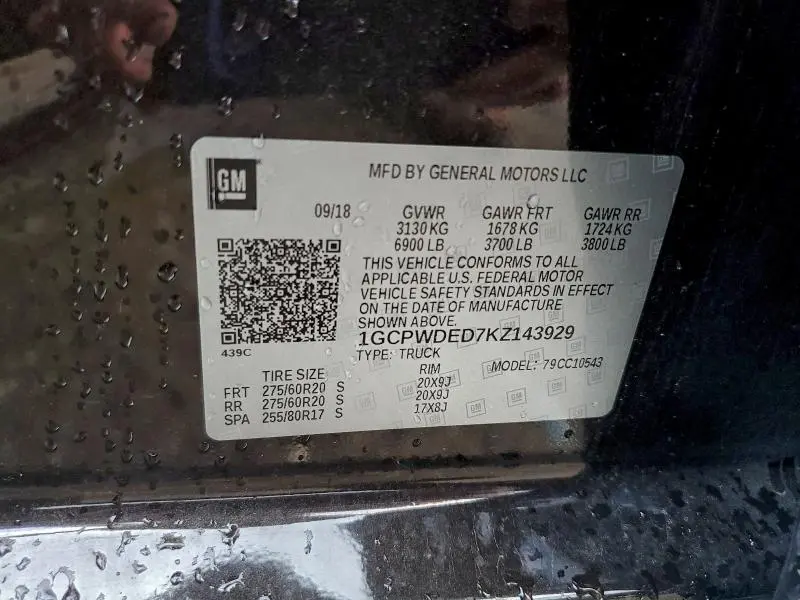 GM
MFD BY GENERAL MOTORS LLC
09/18 GVWR GAWR FRT GAWR RR
3130 KG 1678 KG 1724 KG
6900 LB 3700 LB 3800 LB
THIS VEHICLE CONFORMS TO ALL
APPLICABLE U.S. FEDERAL MOTOR
VEHICLE SAFETY STANDARDS IN EFFECT
ON THE DATE OF MANUFACTURE
SHOWN ABOVE.
1GCPWDED7KZ143929
439C
TYPE: TRUCK MODEL: 79CC10543
TIRE SIZE RIM
FRT 275/60R20 S 20X9J
RR 275/60R20 S 20X9J
SPA 255/80R17 S 17X8J